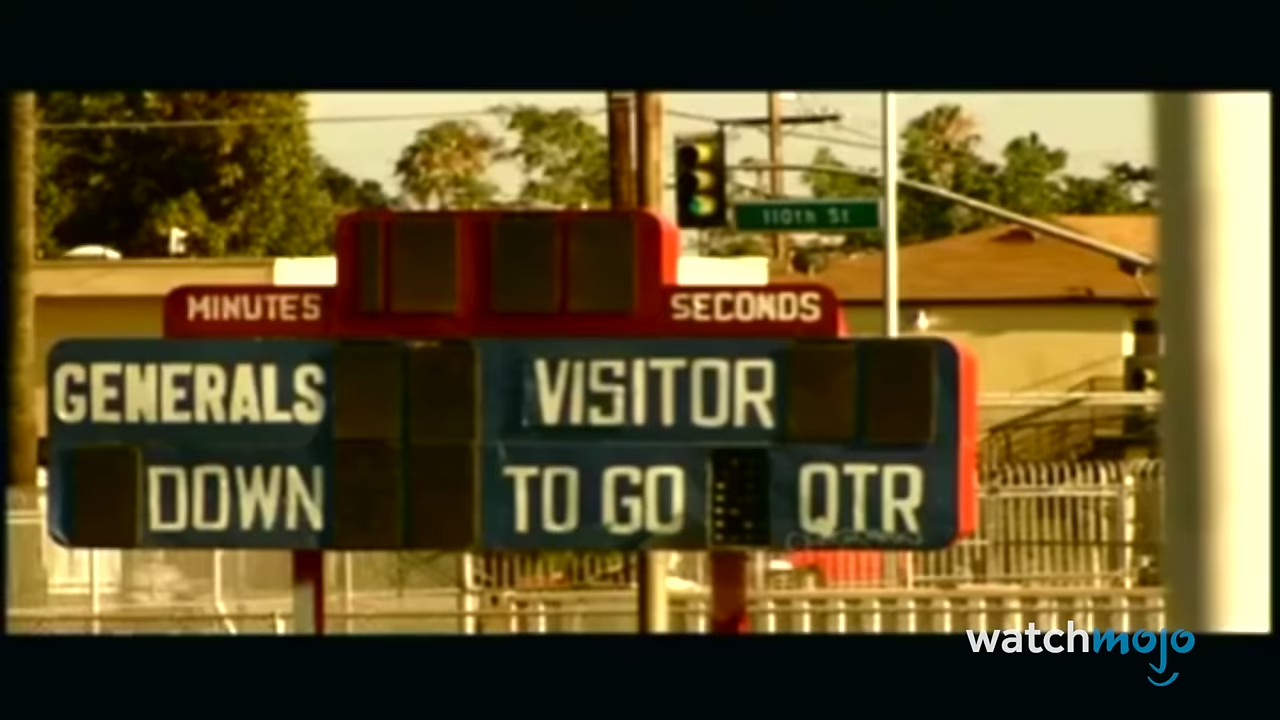 110th St
MINUTES SECONDS
GENERALS VISITOR
DOWN TO GO QTR
watchmojo